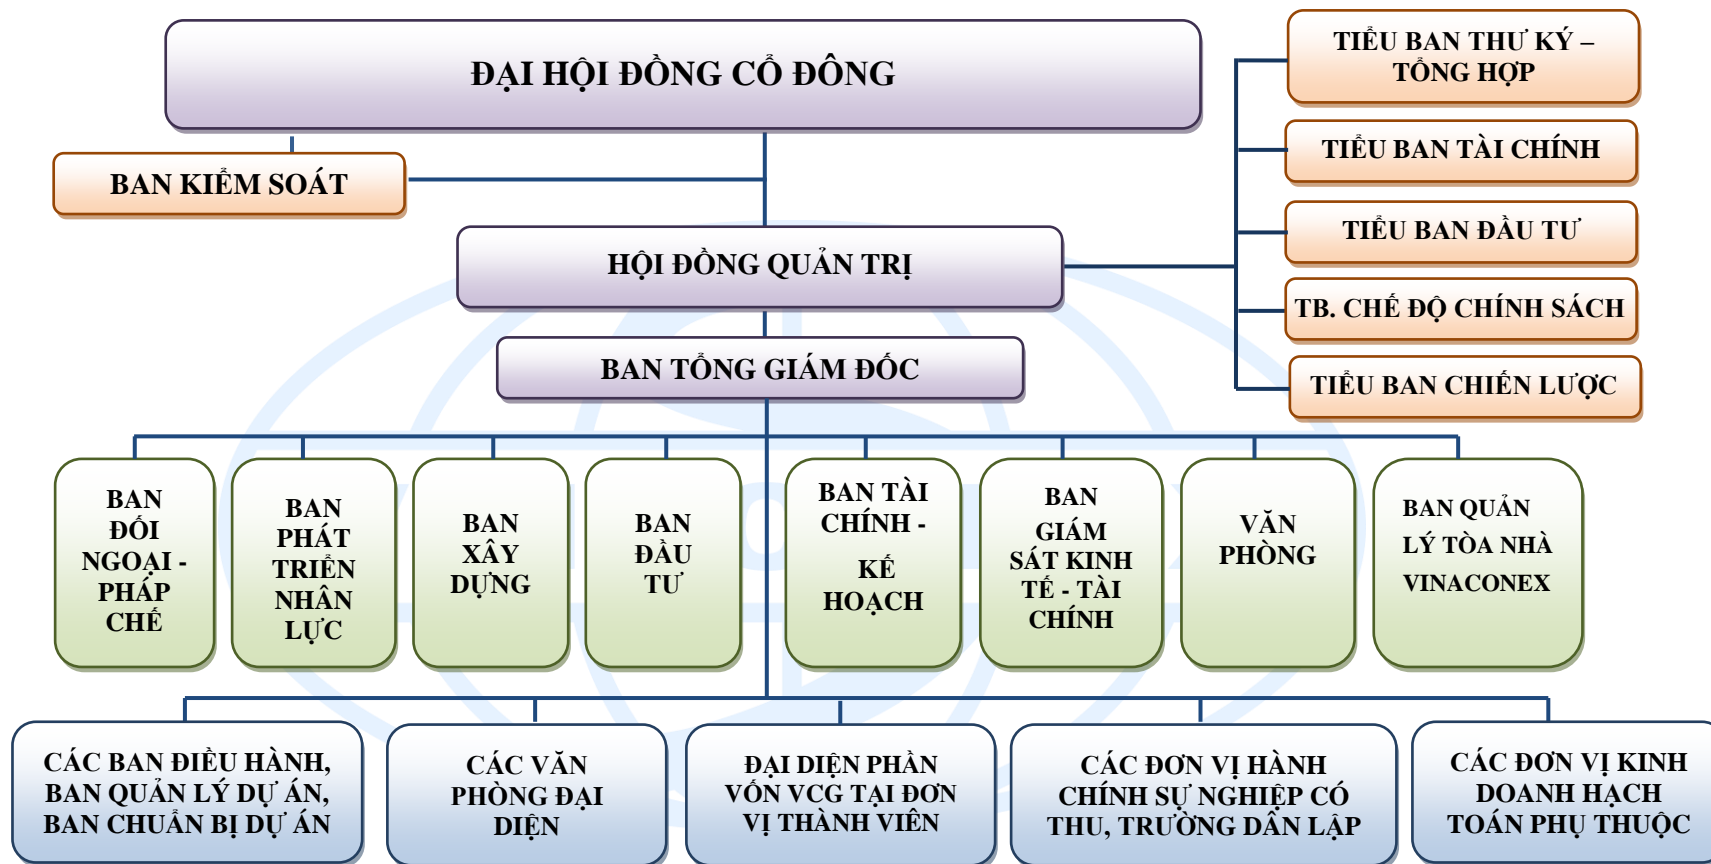 ĐẠI HỘI ĐỒNG CỔ ĐÔNG
TIỂU BAN THƯ KÝ –
TỔNG HỢP
TIỂU BAN TÀI CHÍNH
BAN KIỂM SOÁT
TIỂU BAN ĐẦU TƯ
HỘI ĐỒNG QUẢN TRỊ
TB. CHẾ ĐỘ CHÍNH SÁCH
BAN TỔNG GIÁM ĐỐC
TIỂU BAN CHIẾN LƯỢC
BAN
ĐỐI
NGOẠI -
PHÁP
CHẾ
BAN
PHÁT
TRIỂN
NHÂN
LỰC
BAN
XÂY
DỰNG
BAN
ĐẦU
TƯ
BAN TÀI
CHÍNH -
KẾ
HOẠCH
BAN
GIÁM
SÁT KINH
TẾ - TÀI
CHÍNH
VĂN
PHÒNG
BAN QUẢN
LÝ TÒA NHÀ
VINACONEX
CÁC BAN ĐIỀU HÀNH,
BAN QUẢN LÝ DỰ ÁN,
BAN CHUẨN BỊ DỰ ÁN
CÁC VĂN
PHÒNG ĐẠI
DIỆN
ĐẠI DIỆN PHẦN
VỐN VCG TẠI ĐƠN
VỊ THÀNH VIÊN
CÁC ĐƠN VỊ HÀNH
CHÍNH SỰ NGHIỆP CÓ
THU, TRƯỜNG DÂN LẬP
CÁC ĐƠN VỊ KINH
DOANH HẠCH
TOÁN PHỤ THUỘC